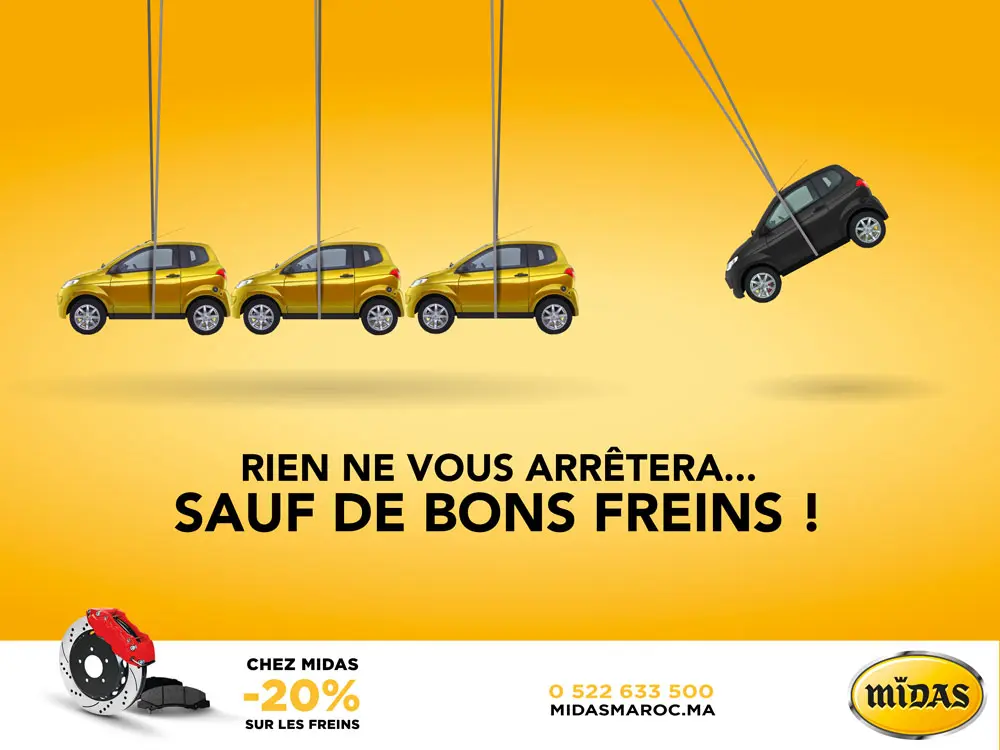 RIEN NE VOUS ARRÊTERA...
SAUF DE BONS FREINS !
CHEZ MIDAS
-20%
SUR LES FREINS
0 522 633 500
MIDASMAROC.MA
MIDAS